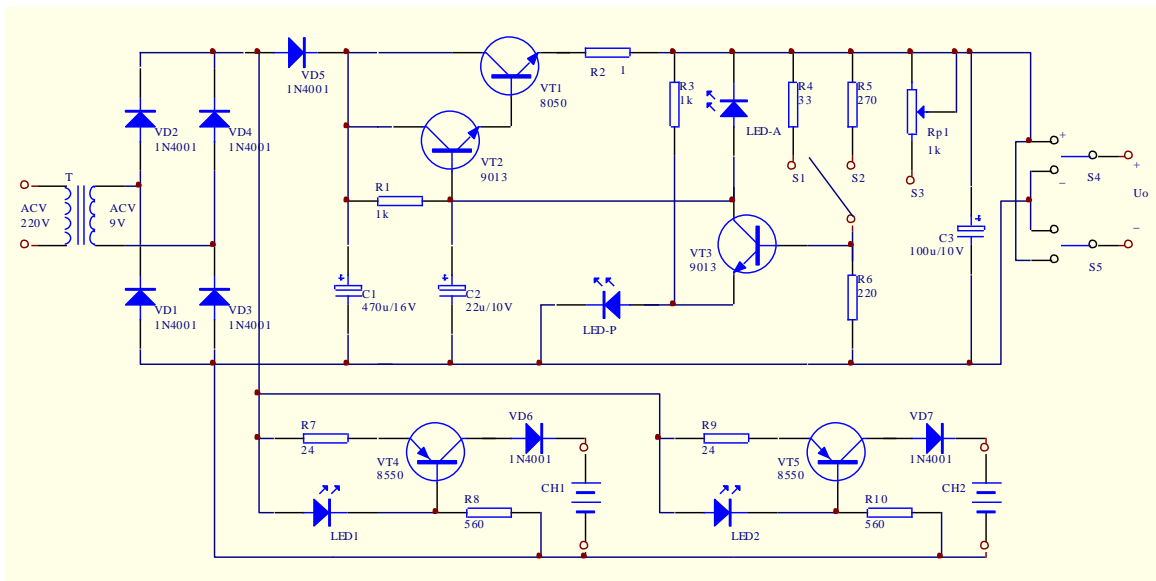 VD5
1N4001
VT1
8050
R2 1
R3
1k
LED-A
R4
33
R5
270
Rp1
1k
VD2
1N4001
VD4
1N4001
VT2
9013
S1
S2
S3
+
−
S4
+
Uo
−
S5
T
ACV
220V
ACV
9V
R1
1k
VT3
9013
C3
+
100u/10V
VD1
1N4001
VD3
1N4001
+
C1
470u/16V
+
C2
22u/10V
LED-P
R6
220
R7
24
VT4
8550
VD6
1N4001
CH1
R8
560
LED1
R9
24
VT5
8550
VD7
1N4001
CH2
R10
560
LED2